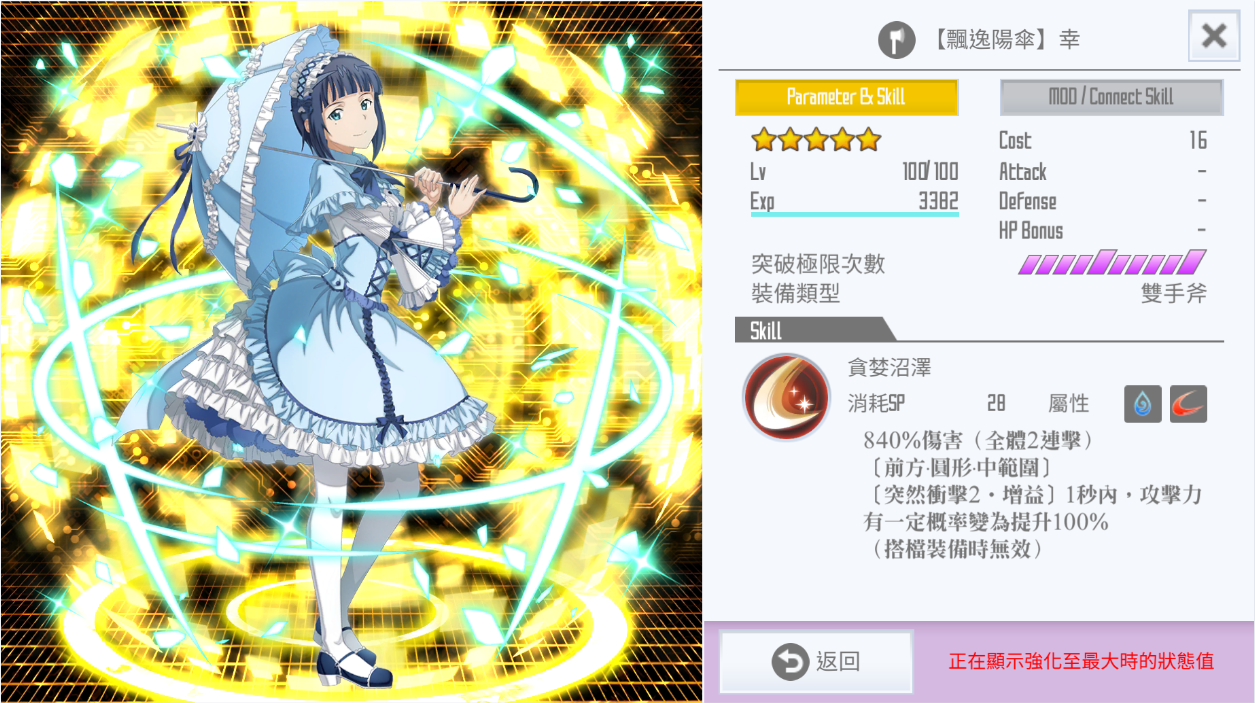 【飄逸陽傘】幸
Parameter & Skill
MOD / Connect Skill
Lv 100/100
Exp 3382
Cost 16
Attack -
Defense -
HP Bonus -
突破極限次數
裝備類型 雙手斧
Skill
貪婪沼澤
消耗SP 28 屬性
840%傷害（全體2連擊）
〔前方·圓形·中範圍〕
〔突然衝擊2・增益〕1秒內，攻擊力
有一定概率變為提升100%
（搭檔裝備時無效）
返回
正在顯示強化至最大時的狀態值